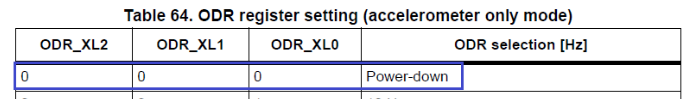 Table 64. ODR register setting (accelerometer only mode)
ODR_XL2 ODR_XL1 ODR_XL0 ODR selection [Hz]
0 0 0 Power-down